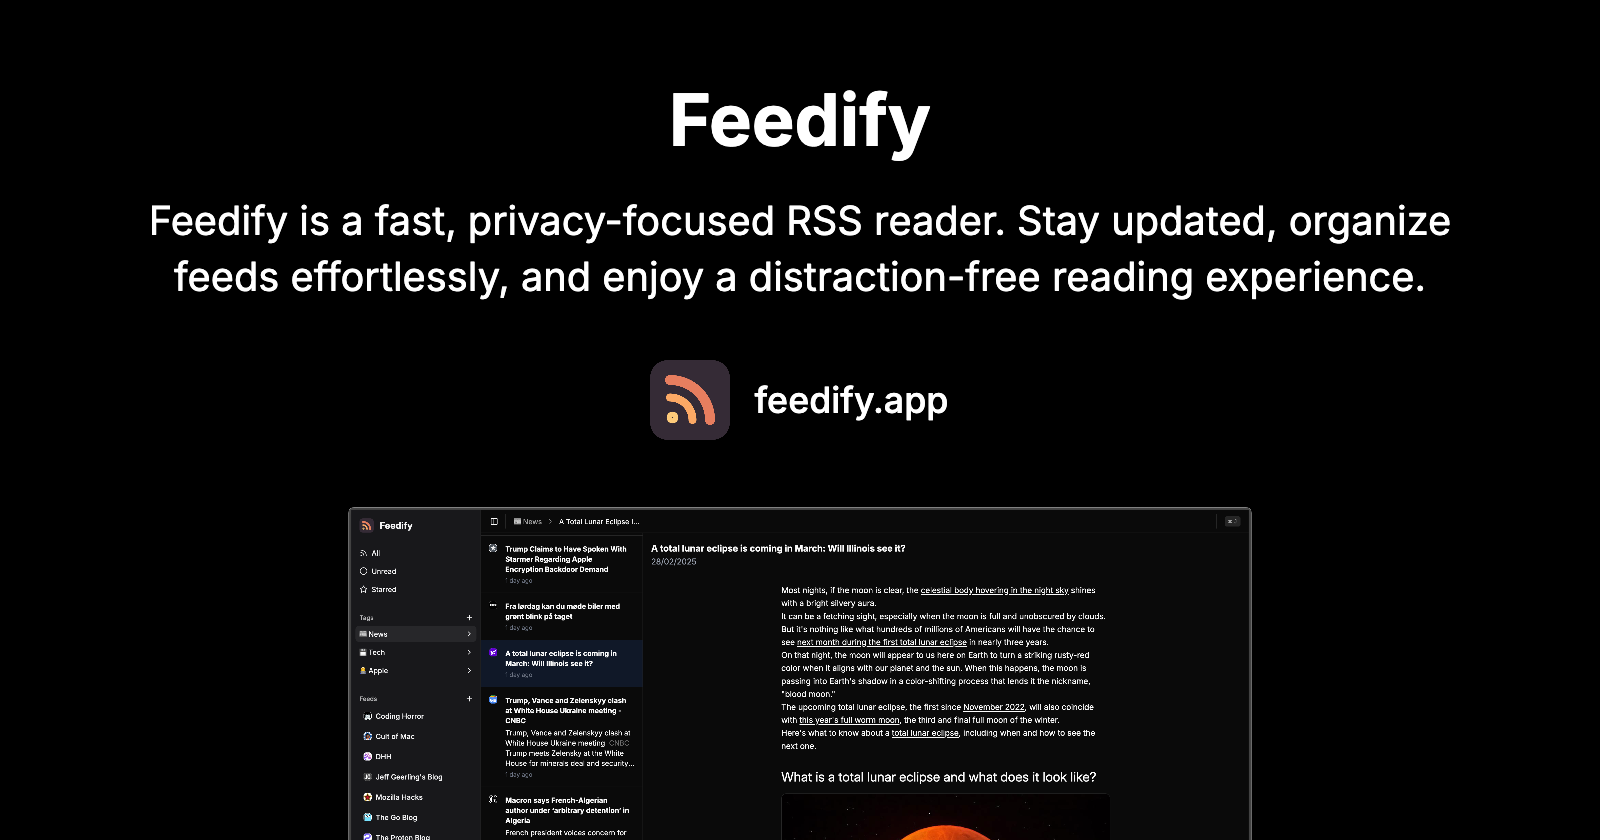 Feedify
Feedify is a fast, privacy-focused RSS reader. Stay updated, organize
feeds effortlessly, and enjoy a distraction-free reading experience.
feedify.app
Feedify
All
Unread
Starred
Tags
News
Tech
Apple
Feeds
Coding Horror
Cult of Mac
DHH
Jeff Geerling's Blog
Mozilla Hacks
The Go Blog
The Proton Blog
News
A Total Lunar Eclipse I...
Trump Claims to Have Spoken With
Starmer Regarding Apple
Encryption Backdoor Demand
1 day ago
Fra lørdag kan du møde biler med
grønt blink på taget
1 day ago
A total lunar eclipse is coming in
March: Will Illinois see it?
1 day ago
Trump, Vance and Zelenskyy clash
at White House Ukraine meeting -
CNBC
Trump, Vance and Zelenskyy clash at
White House Ukraine meeting CNBC
Trump meets Zelensky at the White
House for minerals deal and security...
1 day ago
Macron says French-Algerian
author under 'arbitrary detention' in
Algeria
French president voices concern for
A total lunar eclipse is coming in March: Will Illinois see it?
28/02/2025
Most nights, if the moon is clear, the celestial body hovering in the night sky shines
with a bright silvery aura.
It can be a fetching sight, especially when the moon is full and unobscured by clouds.
But it's nothing like what hundreds of millions of Americans will have the chance to
see next month during the first total lunar eclipse in nearly three years.
On that night, the moon will appear to us here on Earth to turn a striking rusty-red
color when it aligns with our planet and the sun. When this happens, the moon is
passing into Earth's shadow in a color-shifting process that lends it the nickname,
"blood moon."
The upcoming total lunar eclipse, the first since November 2022, will also coincide
with this year's full worm moon, the third and final full moon of the winter.
Here's what to know about a total lunar eclipse, including when and how to see the
next one.
What is a total lunar eclipse and what does it look like?